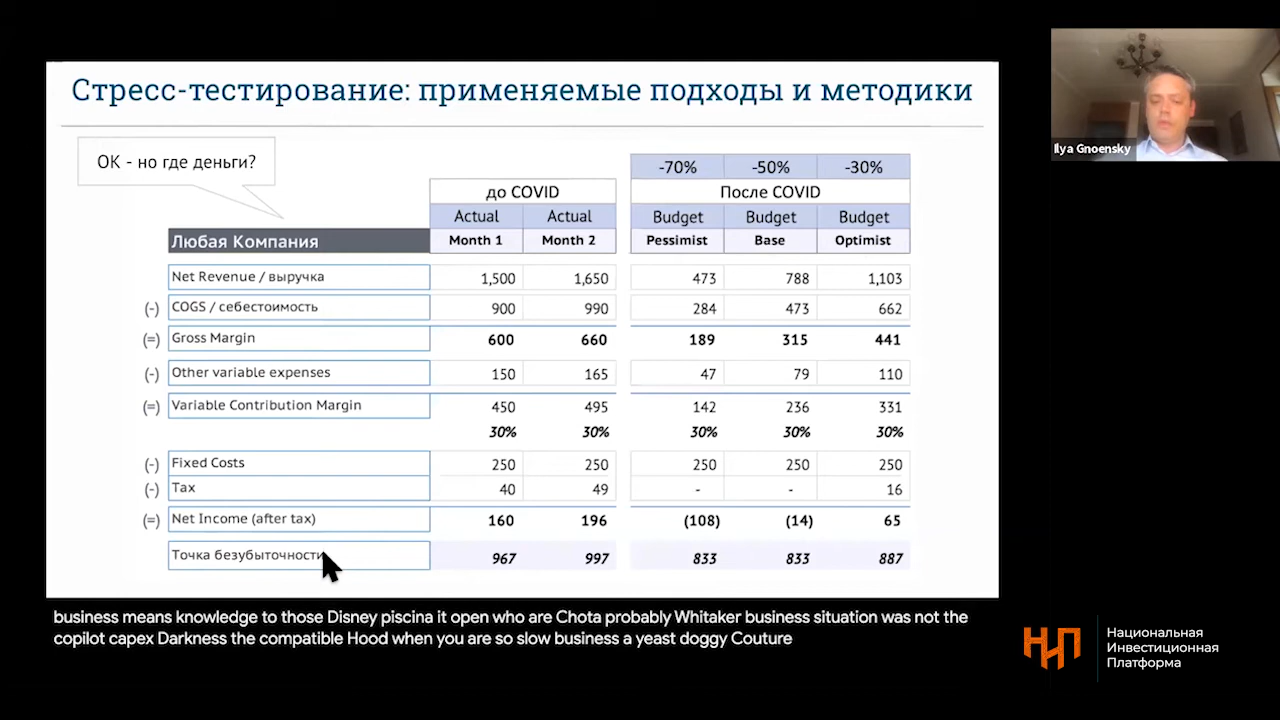 Стресс-тестирование: применяемые подходы и методики
ОК - но где деньги?
-70% -50% -30%
до COVID После COVID
Actual Actual Budget Budget Budget
Любая Компания Month 1 Month 2 Pessimist Base Optimist
Net Revenue / выручка 1,500 1,650 473 788 1,103
(-) COGS / себестоимость 900 990 284 473 662
(=) Gross Margin 600 660 189 315 441
(-) Other variable expenses 150 165 47 79 110
(=) Variable Contribution Margin 450 495 142 236 331
30% 30% 30% 30% 30%
(-) Fixed Costs 250 250 250 250 250
(-) Tax 40 49 - - 16
(=) Net Income (after tax) 160 196 (108) (14) 65
Точка безубыточности 967 997 833 833 887
business means knowledge to those Disney piscina it open who are Chota probably Whitaker business situation was not the
copilot capex Darkness the compatible Hood when you are so slow business a yeast doggy Couture
Ilya Gnoensky
НИП
Национальная
Инвестиционная
Платформа